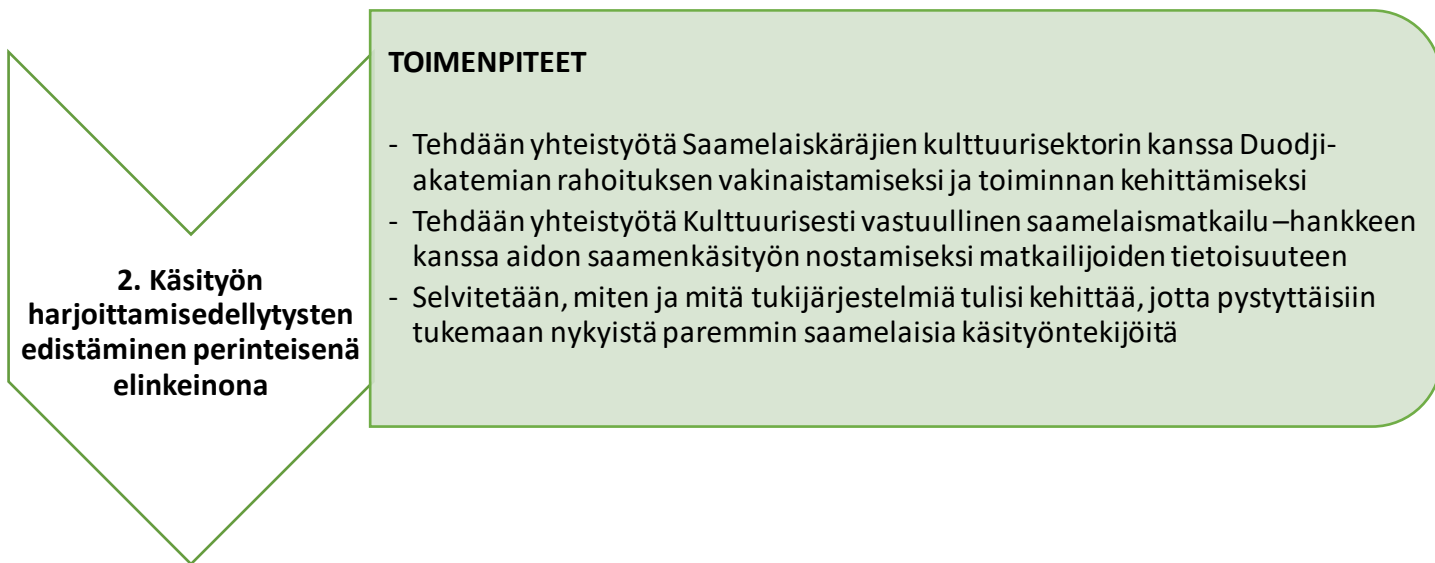 2. Käsityön
harjoittamisedellytysten
edistäminen perinteisenä
elinkeinona
TOIMENPITEET
- Tehdään yhteistyötä Saamelaiskäräjien kulttuurisektorin kanssa Duodji-
akatemian rahoituksen vakinaistamiseksi ja toiminnan kehittämiseksi
- Tehdään yhteistyötä Kulttuurisesti vastuullinen saamelaismatkailu –hankkeen
kanssa aidon saamenkäsityön nostamiseksi matkailijoiden tietoisuuteen
- Selvitetään, miten ja mitä tukijärjestelmiä tulisi kehittää, jotta pystyttäisiin
tukemaan nykyistä paremmin saamelaisia käsityöntekijöitä